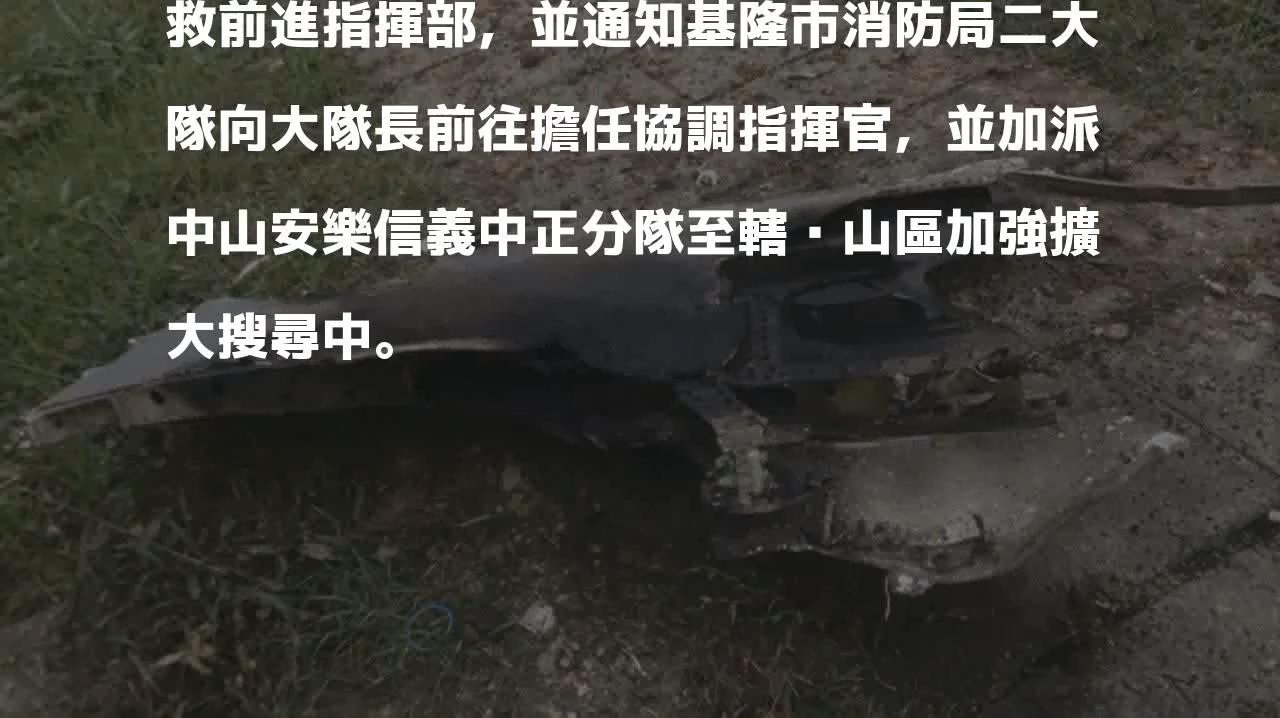 救前進指揮部，並通知基隆市消防局二大
隊向大隊長前往擔任協調指揮官，並加派
中山安樂信義中正分隊至轄▪山區加強擴
大搜尋中。